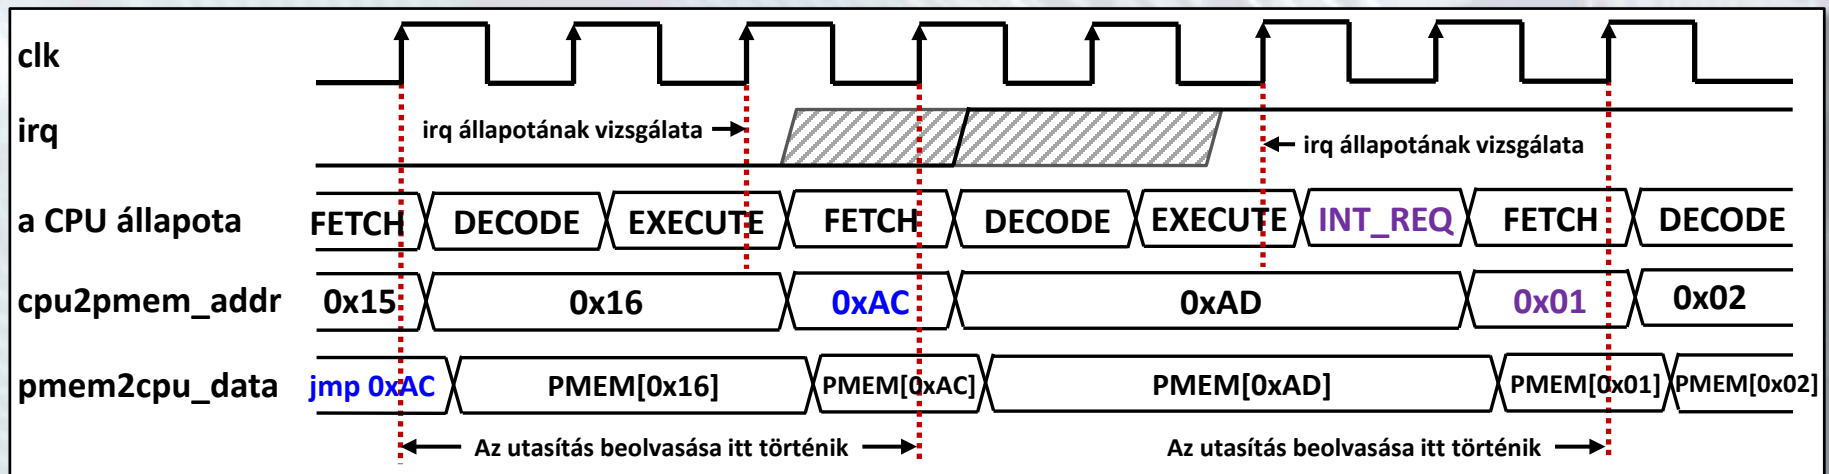 clk
irq
irq állapotának vizsgálata
irq állapotának vizsgálata
a CPU állapota
FETCH DECODE EXECUTE FETCH DECODE EXECUTE INT_REQ FETCH DECODE
cpu2pmem_addr
0x15 0x16 0xAC 0xAD 0x01 0x02
pmem2cpu_data
jmp 0xAC PMEM[0x16] PMEM[0xAC] PMEM[0xAD] PMEM[0x01] PMEM[0x02]
Az utasítás beolvasása itt történik
Az utasítás beolvasása itt történik